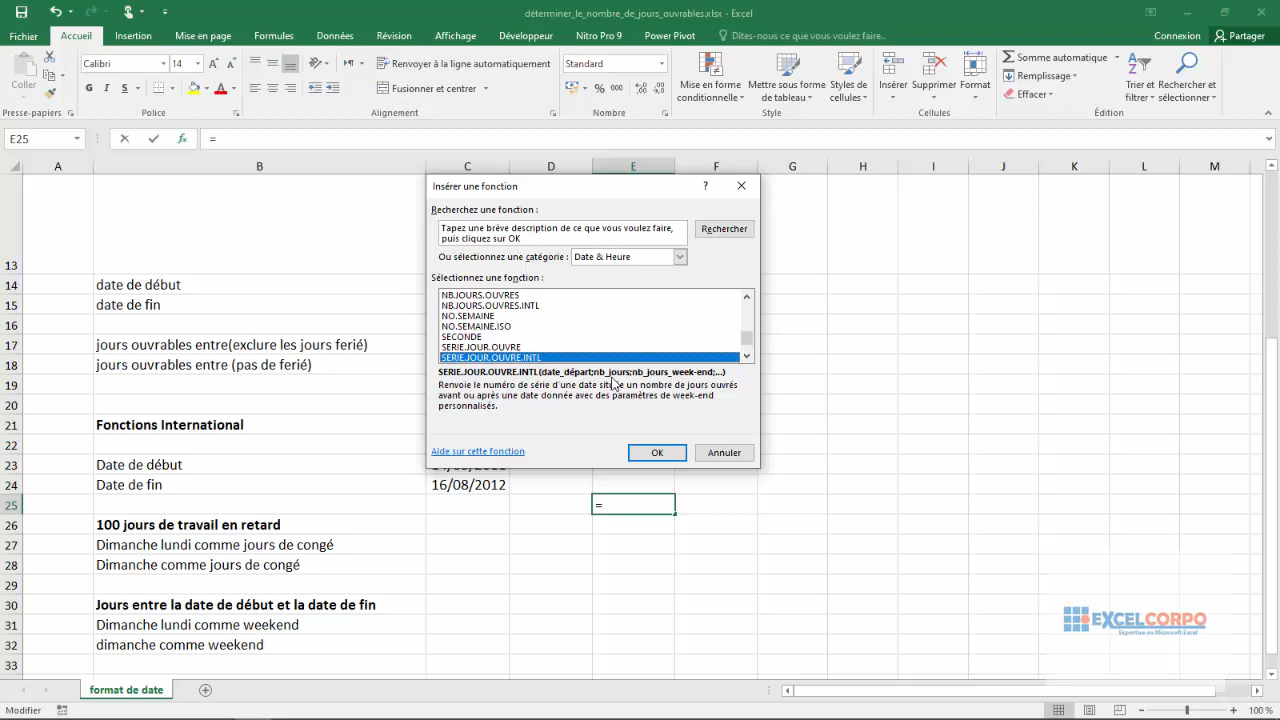 déterminer_le_nombre_de_jours_ouvrables.xlsx - Excel
Fichier Accueil Insertion Mise en page Formules Données Révision Affichage Développeur Nitro Pro 9 Power Pivot Dites-nous ce que vous voulez faire... Connexion Partager
Coller
Calibri 14
G I S
Renvoyer à la ligne automatiquement
Fusionner et centrer
Standard
% 000
Mise en forme conditionnelle
Mettre sous forme de tableau
Styles de cellules
Insérer Supprimer Format
Somme automatique
Remplissage
Effacer
Trier et filtrer
Rechercher et sélectionner
Presse-papiers Police Alignement Nombre Style Cellules Édition
E25 fx =
A B C D E F G H I J K L M
Insérer une fonction ?
Recherchez une fonction :
Tapez une brève description de ce que vous voulez faire, puis cliquez sur OK
Rechercher
Ou sélectionnez une catégorie : Date & Heure
Sélectionnez une fonction :
NB.JOURS.OUVRES
NB.JOURS.OUVRES.INTL
NO.SEMAINE
NO.SEMAINE.ISO
SECONDE
SERIE.JOUR.OUVRE
SERIE.JOUR.OUVRE.INTL
SERIE.JOUR.OUVRE.INTL(date_départ;nb_jours;nb_jours_week-end;...)
Renvoie le numéro de série d'une date un nombre de jours ouvrés
avant ou après une date donnée avec des paramètres de week-end
personnalisés.
Aide sur cette fonction OK Annuler
13
14 date de début
15 date de fin
16
17 jours ouvrables entre(exclure les jours ferié)
18 jours ouvrables entre (pas de ferié)
19
20
21 Fonctions International
22
23 Date de début
24 Date de fin 16/08/2012
25 =
26 100 jours de travail en retard
27 Dimanche lundi comme jours de congé
28 Dimanche comme jours de congé
29
30 Jours entre la date de début et la date de fin
31 Dimanche lundi comme weekend
32 dimanche comme weekend
33
EXCELCORPO
Expertise en Microsoft Excel
format de date
Modifier 100 %